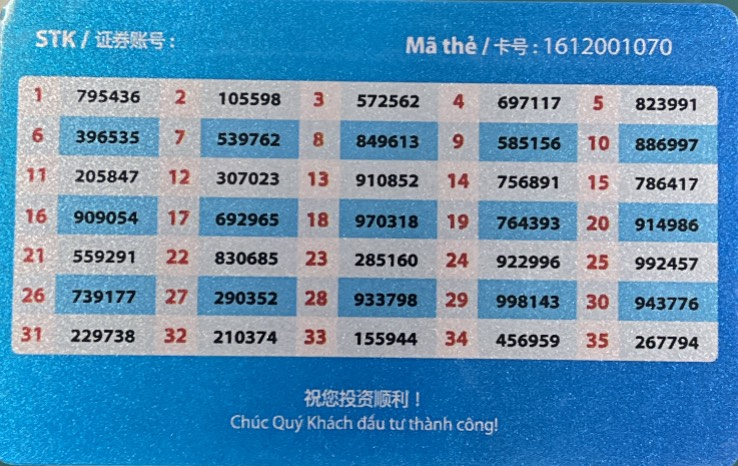 STK / 证券账号 :
Mã thẻ / 卡号 : 1612001070
1 795436 2 105598 3 572562 4 697117 5 823991
6 396535 7 539762 8 849613 9 585156 10 886997
11 205847 12 307023 13 910852 14 756891 15 786417
16 909054 17 692965 18 970318 19 764393 20 914986
21 559291 22 830685 23 285160 24 922996 25 992457
26 739177 27 290352 28 933798 29 998143 30 943776
31 229738 32 210374 33 155944 34 456959 35 267794
祝您投资顺利！
Chúc Quý Khách đầu tư thành công!